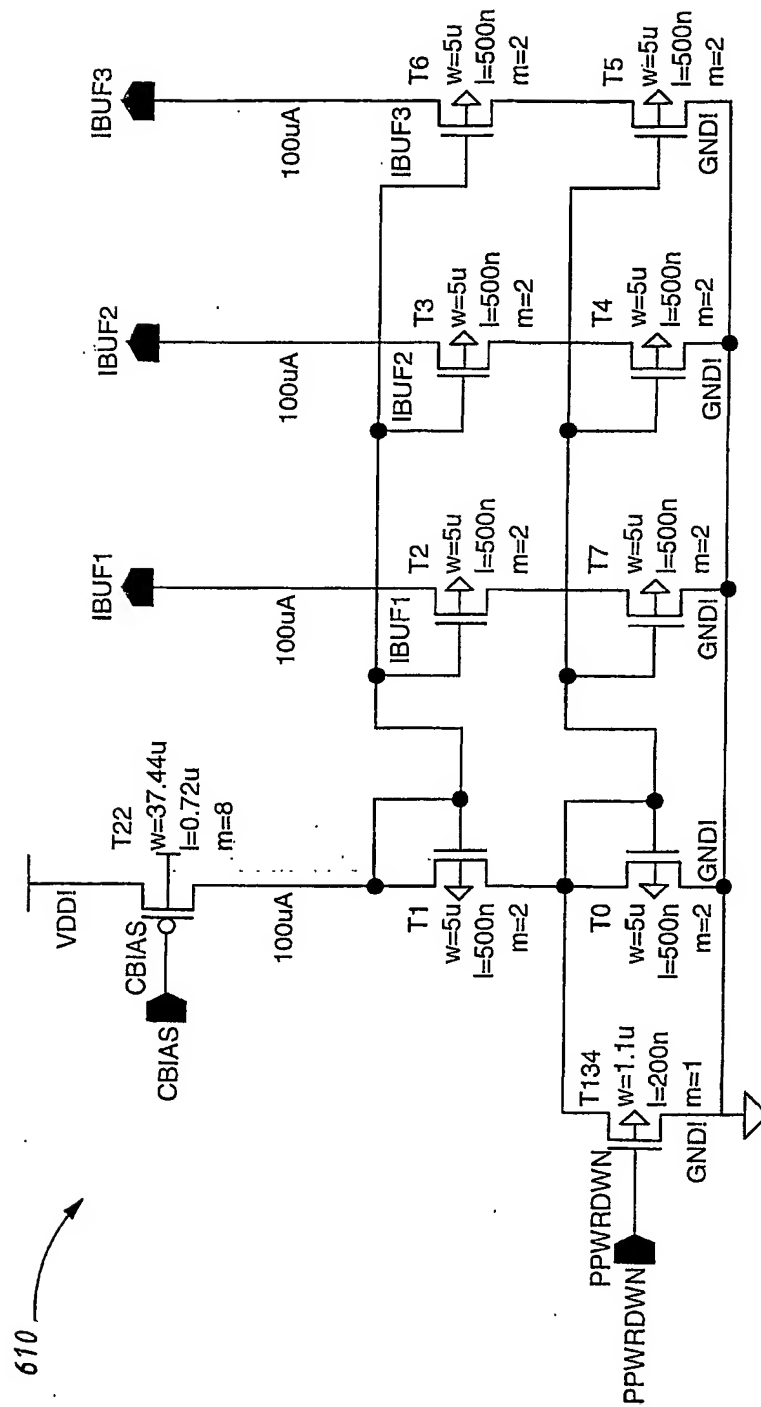 610
VDD!
CBIAS
CBIAS
T22
w=37.44u
l=0.72u
m=8
100uA
IBUF1
100uA
IBUF2
100uA
IBUF3
100uA
T1
w=5u
l=500n
m=2
IBUF1
T2
w=5u
l=500n
m=2
IBUF2
T3
w=5u
l=500n
m=2
IBUF3
T6
w=5u
l=500n
m=2
PPWRDWN
PPWRDWN
T134
w=1.1u
l=200n
m=1
GND!
T0
w=5u
l=500n
m=2
GND!
T7
w=5u
l=500n
m=2
GND!
T4
w=5u
l=500n
m=2
GND!
T5
w=5u
l=500n
m=2
GND!